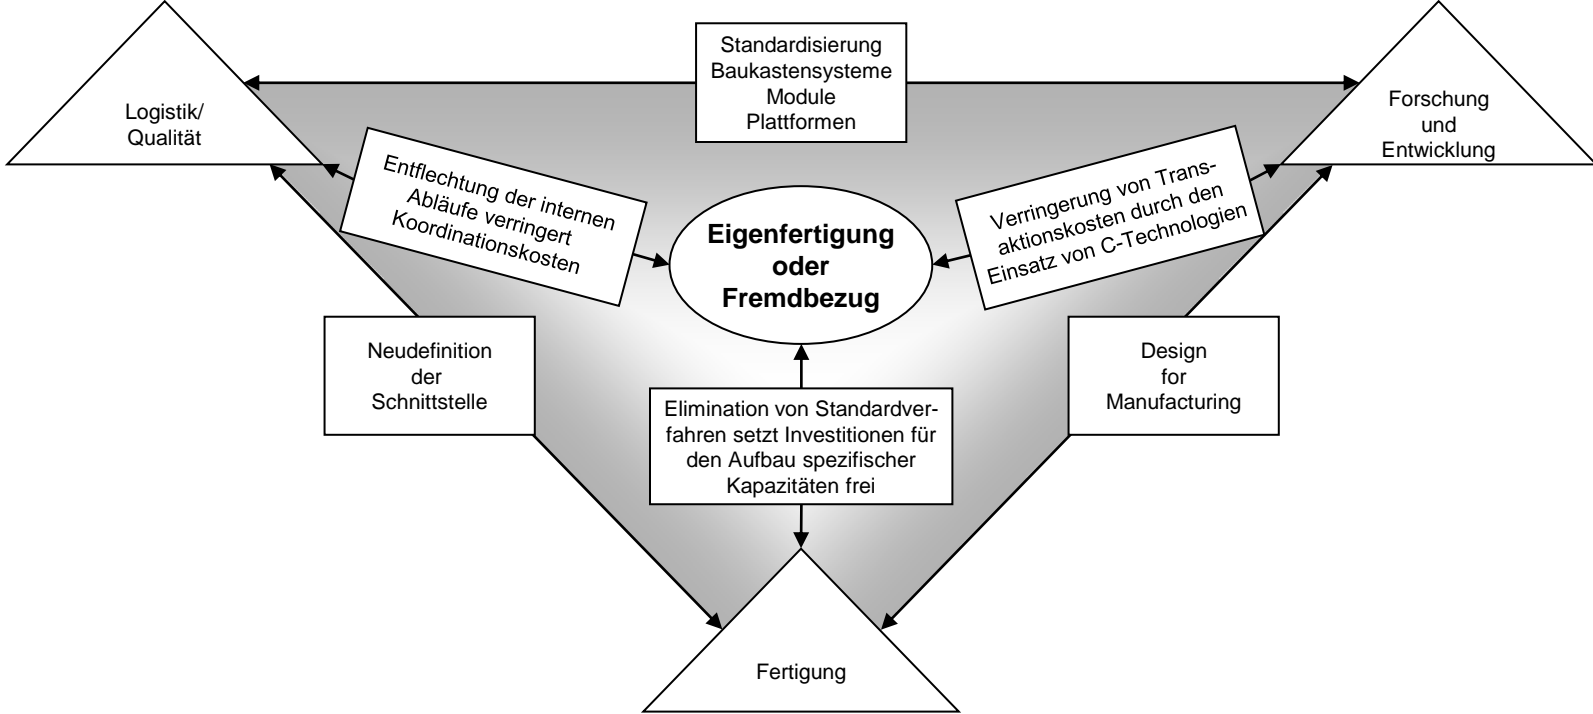 Standardisierung
Baukastensysteme
Module
Plattformen
Logistik/
Qualität
Forschung
und
Entwicklung
Entflechtung der internen
Abläufe verringert
Koordinationskosten
Eigenfertigung
oder
Fremdbezug
Verringerung von Trans-
aktionskosten durch den
Einsatz von C-Technologien
Neudefinition
der
Schnittstelle
Elimination von Standardver-
fahren setzt Investitionen für
den Aufbau spezifischer
Kapazitäten frei
Design
for
Manufacturing
Fertigung